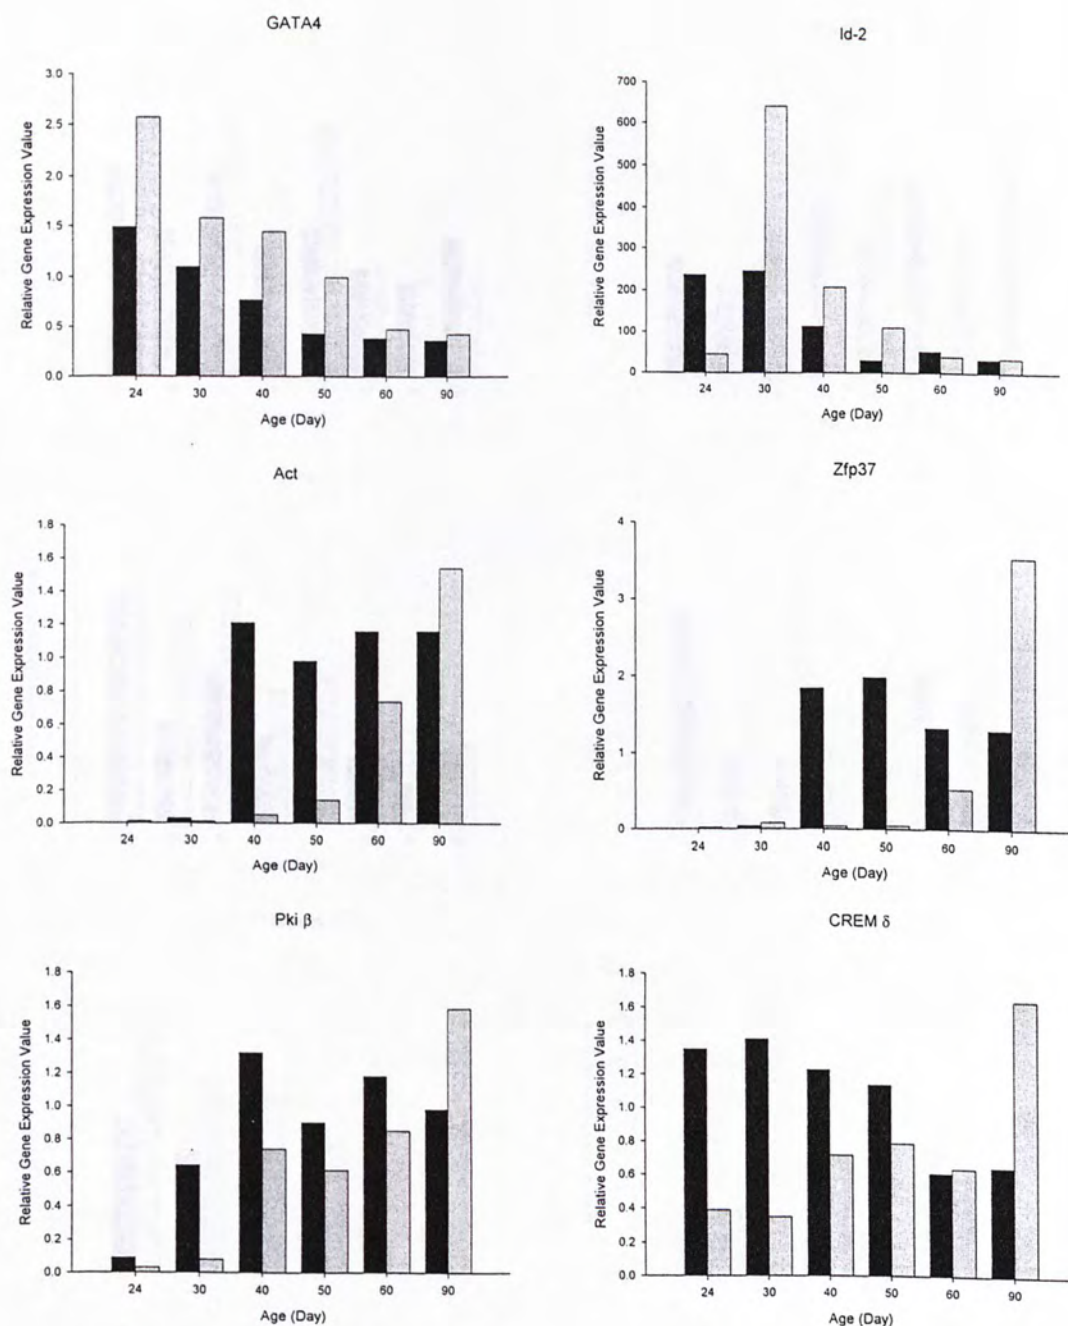 GATA4
Relative Gene Expression Value
3.0
2.5
2.0
1.5
1.0
0.5
0.0
24 30 40 50 60 90
Age (Day)
Id-2
Relative Gene Expression Value
700
600
500
400
300
200
100
0
24 30 40 50 60 90
Age (Day)
Act
Relative Gene Expression Value
1.8
1.6
1.4
1.2
1.0
0.8
0.6
0.4
0.2
0.0
24 30 40 50 60 90
Age (Day)
Zfp37
Relative Gene Expression Value
4
3
2
1
0
24 30 40 50 60 90
Age (Day)
Pki β
Relative Gene Expression Value
1.8
1.6
1.4
1.2
1.0
0.8
0.6
0.4
0.2
0.0
24 30 40 50 60 90
Age (Day)
CREM δ
Relative Gene Expression Value
1.8
1.6
1.4
1.2
1.0
0.8
0.6
0.4
0.2
0.0
24 30 40 50 60 90
Age (Day)